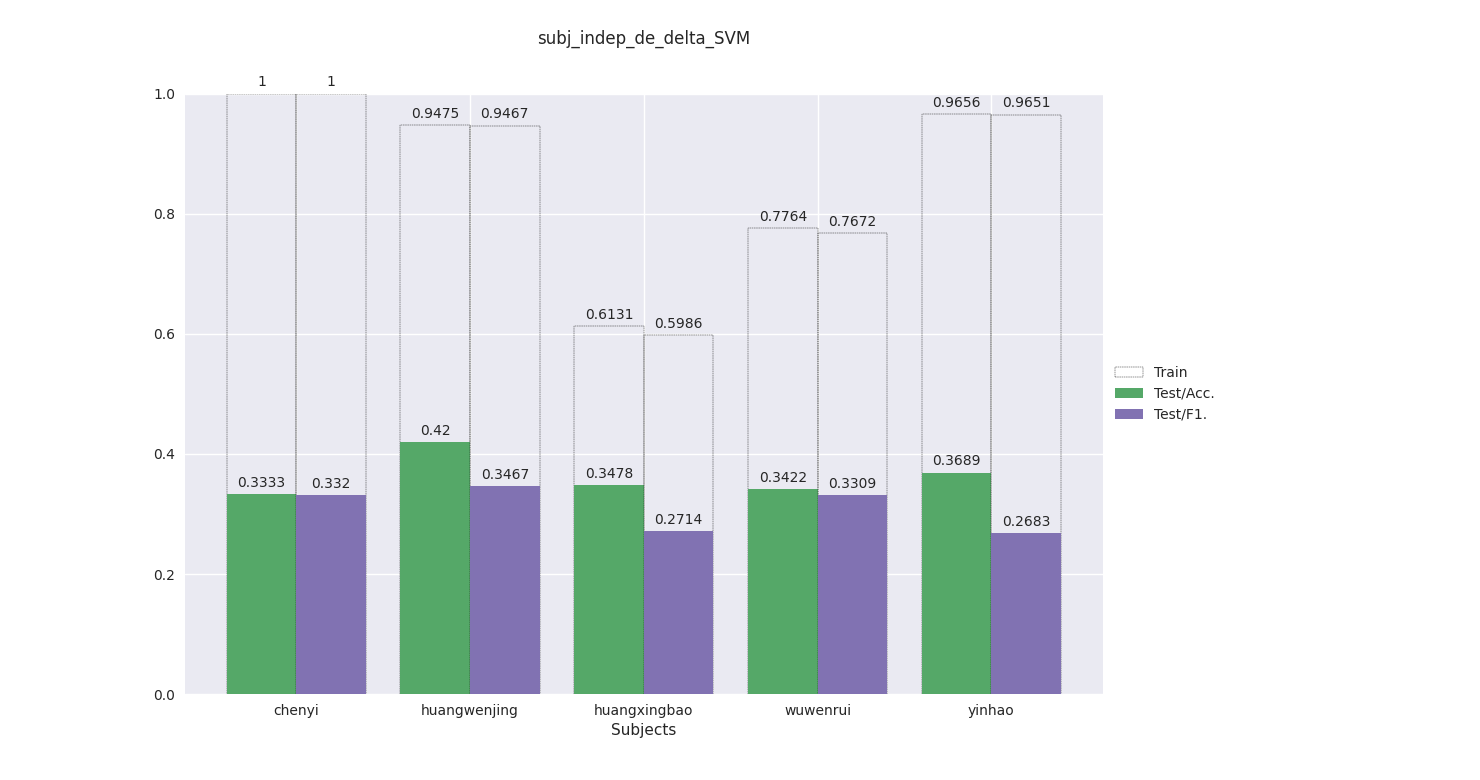 subj_indep_de_delta_SVM
1 1
1.0
0.9475 0.9467
0.9656 0.9651
0.8
0.7764 0.7672
0.6
0.6131 0.5986
Train
Test/Acc.
Test/F1.
0.4
0.3333 0.332
0.42 0.3467
0.3478 0.2714
0.3422 0.3309
0.3689 0.2683
0.2
0.0
chenyi huangwenjing huangxingbao wuwenrui yinhao
Subjects